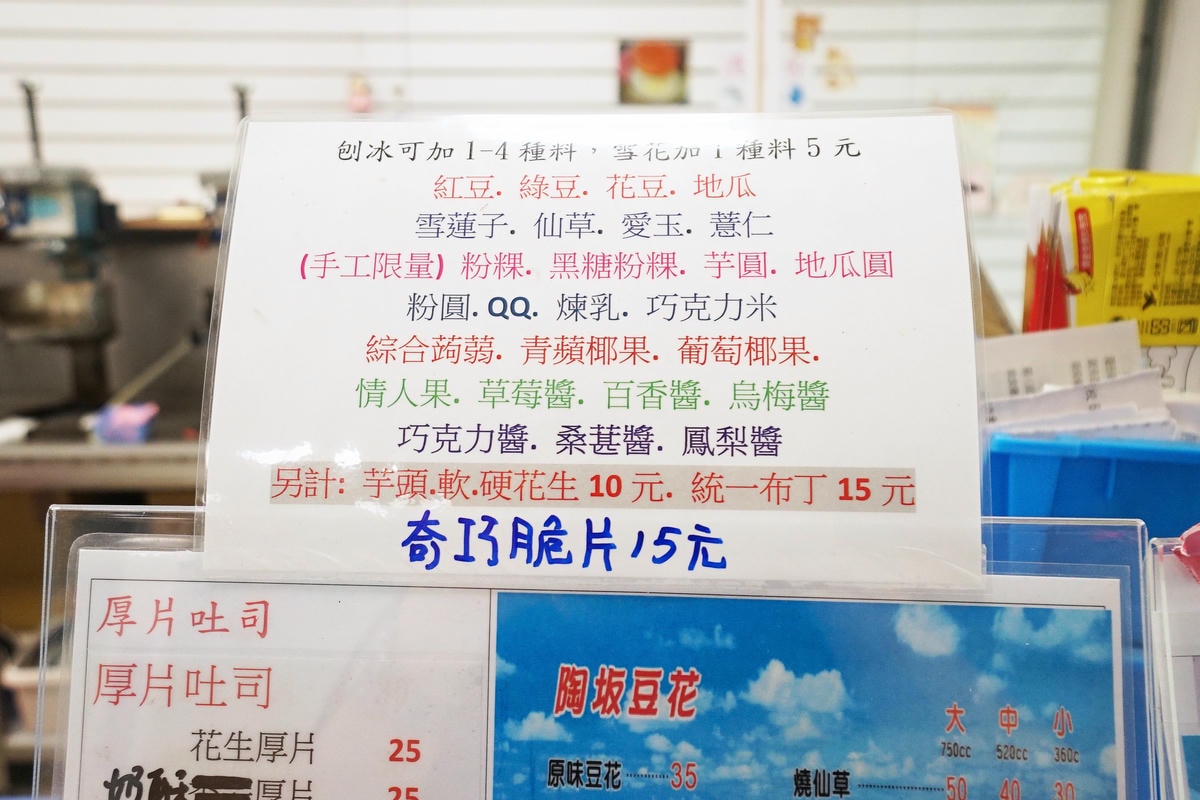 刨冰可加 1-4 種料，雪花加 1 種料 5 元
紅豆. 綠豆. 花豆. 地瓜
雪蓮子. 仙草. 愛玉. 薏仁
(手工限量) 粉粿. 黑糖粉粿. 芋圓. 地瓜圓
粉圓. QQ. 煉乳. 巧克力米
綜合蒟蒻. 青蘋椰果. 葡萄椰果.
情人果. 草莓醬. 百香醬. 烏梅醬
巧克力醬. 桑葚醬. 鳳梨醬
另計: 芋頭.軟.硬花生 10 元. 統一布丁 15 元
奇巧脆片15元
厚片吐司
厚片吐司
花生厚片 25
奶酥厚片 25
陶坂豆花
大 中 小
750cc 520cc 360c
原味豆花 35
燒仙草 50 40 30